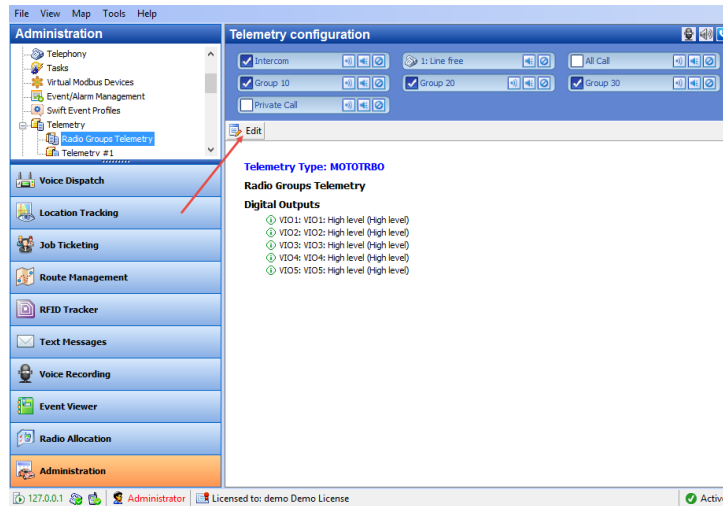 File View Map Tools Help
Administration
Telephony
Tasks
Virtual Modbus Devices
Event/Alarm Management
Swift Event Profiles
Telemetry
Radio Groups Telemetry
Telemetry #1
Voice Dispatch
Location Tracking
Job Ticketing
Route Management
RFID Tracker
Text Messages
Voice Recording
Event Viewer
Radio Allocation
Administration
Telemetry configuration
Intercom 1: Line free All Call
Group 10 Group 20 Group 30
Private Call
Edit
Telemetry Type: MOTOTRBO
Radio Groups Telemetry
Digital Outputs
VIO1: VIO1: High level (High level)
VIO2: VIO2: High level (High level)
VIO3: VIO3: High level (High level)
VIO4: VIO4: High level (High level)
VIO5: VIO5: High level (High level)
127.0.0.1 Administrator Licensed to: demo Demo License Activ